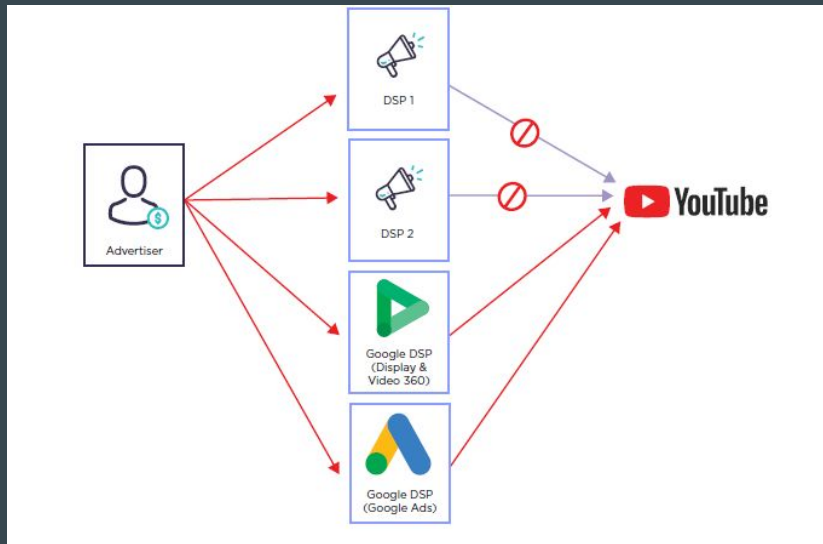 DSP 1
DSP 2
Advertiser
$
YouTube
Google DSP
(Display &
Video 360)
Google DSP
(Google Ads)